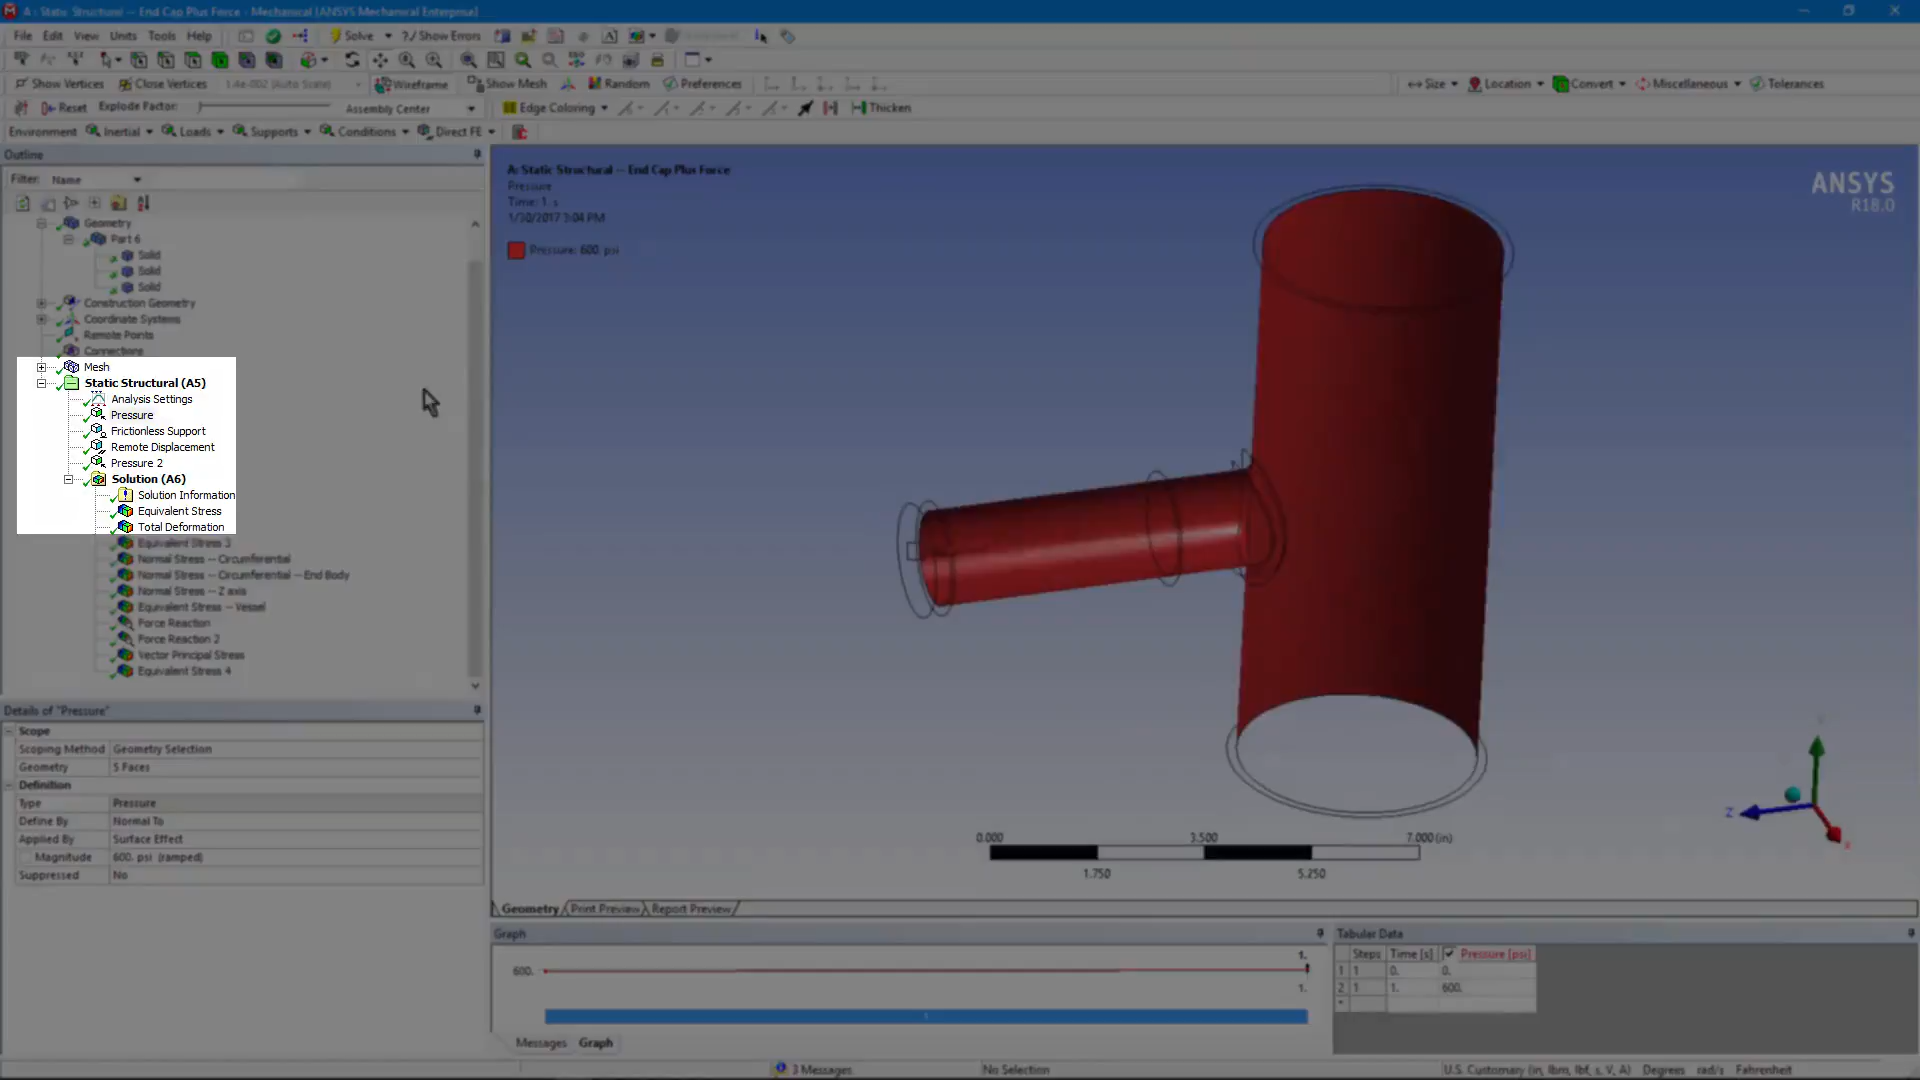 A: Static Structural -- End Cap Plus Force - Mechanical [ANSYS Mechanical Enterprise]
File Edit View Units Tools Help Solve ?/ Show Errors
Show Vertices Close Vertices 1.4e-002 (Auto Scale) Wireframe Show Mesh Random Preferences Size Location Convert Miscellaneous Tolerances
Reset Explode Factor: Assembly Center Edge Coloring Thicken
Environment Inertial Loads Supports Conditions Direct FE
Outline
Filter: Name
Geometry
Part 6
Solid
Solid
Solid
Construction Geometry
Coordinate Systems
Remote Points
Connections
Mesh
Static Structural (A5)
Analysis Settings
Pressure
Frictionless Support
Remote Displacement
Pressure 2
Solution (A6)
Solution Information
Equivalent Stress
Total Deformation
Equivalent Stress 3
Normal Stress -- Circumferential
Normal Stress -- Circumferential -- End Body
Normal Stress -- Z axis
Equivalent Stress -- Vessel
Force Reaction
Force Reaction 2
Vector Principal Stress
Equivalent Stress 4
Details of "Pressure"
Scope
Scoping Method Geometry Selection
Geometry 5 Faces
Definition
Type Pressure
Define By Normal To
Applied By Surface Effect
Magnitude 600. psi (ramped)
Suppressed No
A: Static Structural -- End Cap Plus Force
Pressure
Time: 1. s
1/30/2017 3:04 PM
Pressure: 600. psi
ANSYS
R18.0
Z
0.000 3.500 7.000 (in)
1.750 5.250
Geometry Print Preview Report Preview
Graph
1.
600.
1.
1
Messages Graph
Tabular Data
Steps Time [s] Pressure [psi]
1 1 0. 0.
2 1 1. 600.
*
3 Messages No Selection U.S. Customary (in, lbm, lbf, s, V, A) Degrees rad/s Fahrenheit